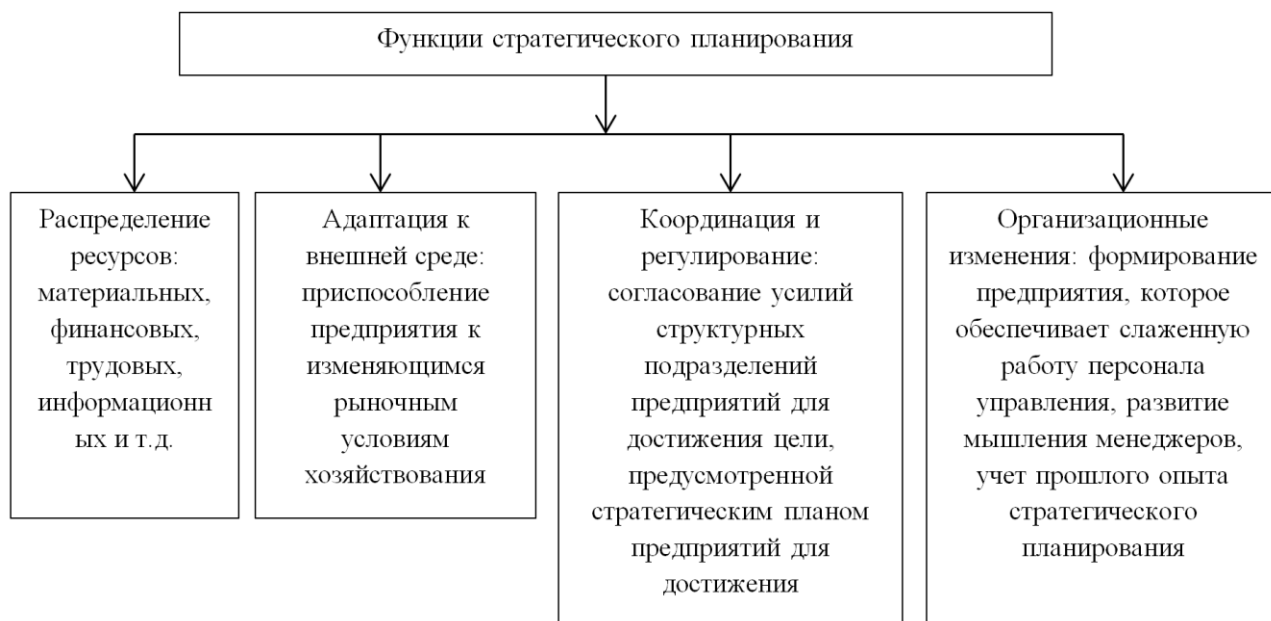 Функции стратегического планирования
Распределение
ресурсов:
материальных,
финансовых,
трудовых,
информационн
ых и т.д.
Адаптация к
внешней среде:
приспособление
предприятия к
изменяющимся
рыночным
условиям
хозяйствования
Координация и
регулирование:
согласование усилий
структурных
подразделений
предприятий для
достижения цели,
предусмотренной
стратегическим планом
предприятий для
достижения
Организационные
изменения: формирование
предприятия, которое
обеспечивает слаженную
работу персонала
управления, развитие
мышления менеджеров,
учет прошлого опыта
стратегического
планирования